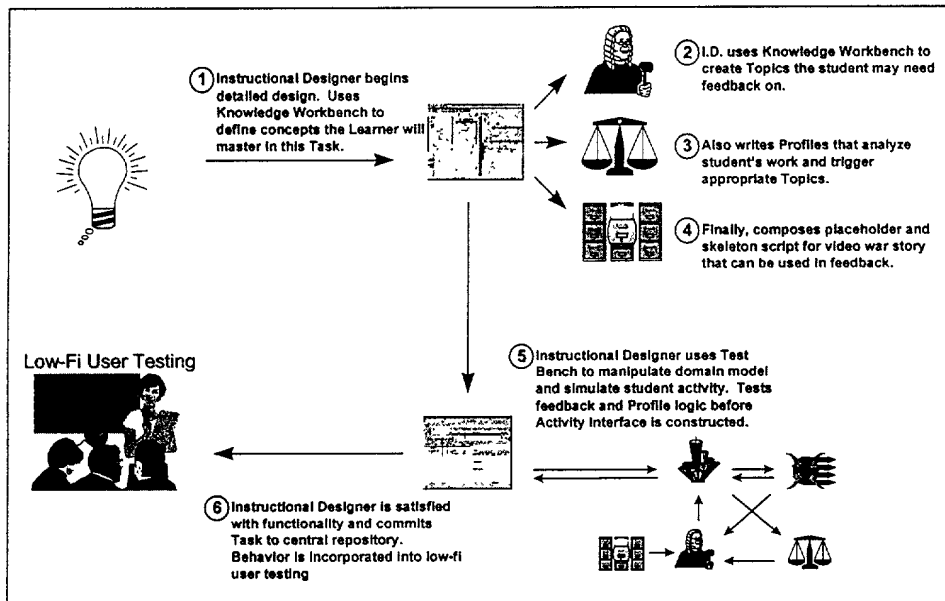 1 Instructional Designer begins
detailed design. Uses
Knowledge Workbench to
define concepts the Learner will
master in this Task.
2 I.D. uses Knowledge Workbench to
create Topics the student may need
feedback on.
3 Also writes Profiles that analyze
student's work and trigger
appropriate Topics.
4 Finally, composes placeholder and
skeleton script for video war story
that can be used in feedback.
5 Instructional Designer uses Test
Bench to manipulate domain model
and simulate student activity. Tests
feedback and Profile logic before
Activity Interface is constructed.
Low-Fi User Testing
6 Instructional Designer is satisfied
with functionality and commits
Task to central repository.
Behavior is incorporated into low-fi
user testing